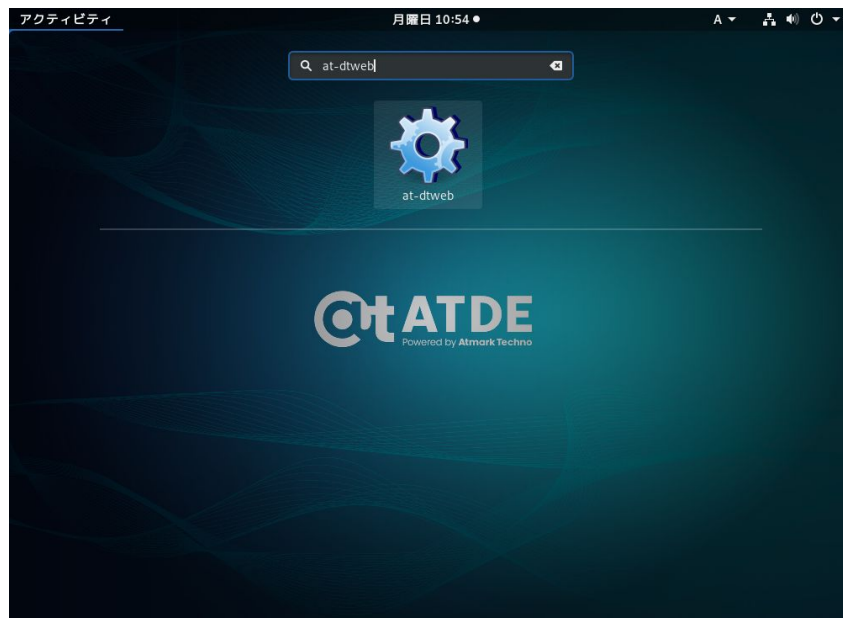 アクティビティ 月曜日 10:54 A
at-dtweb
at-dtweb
at ATDE
Powered by Atmark Techno